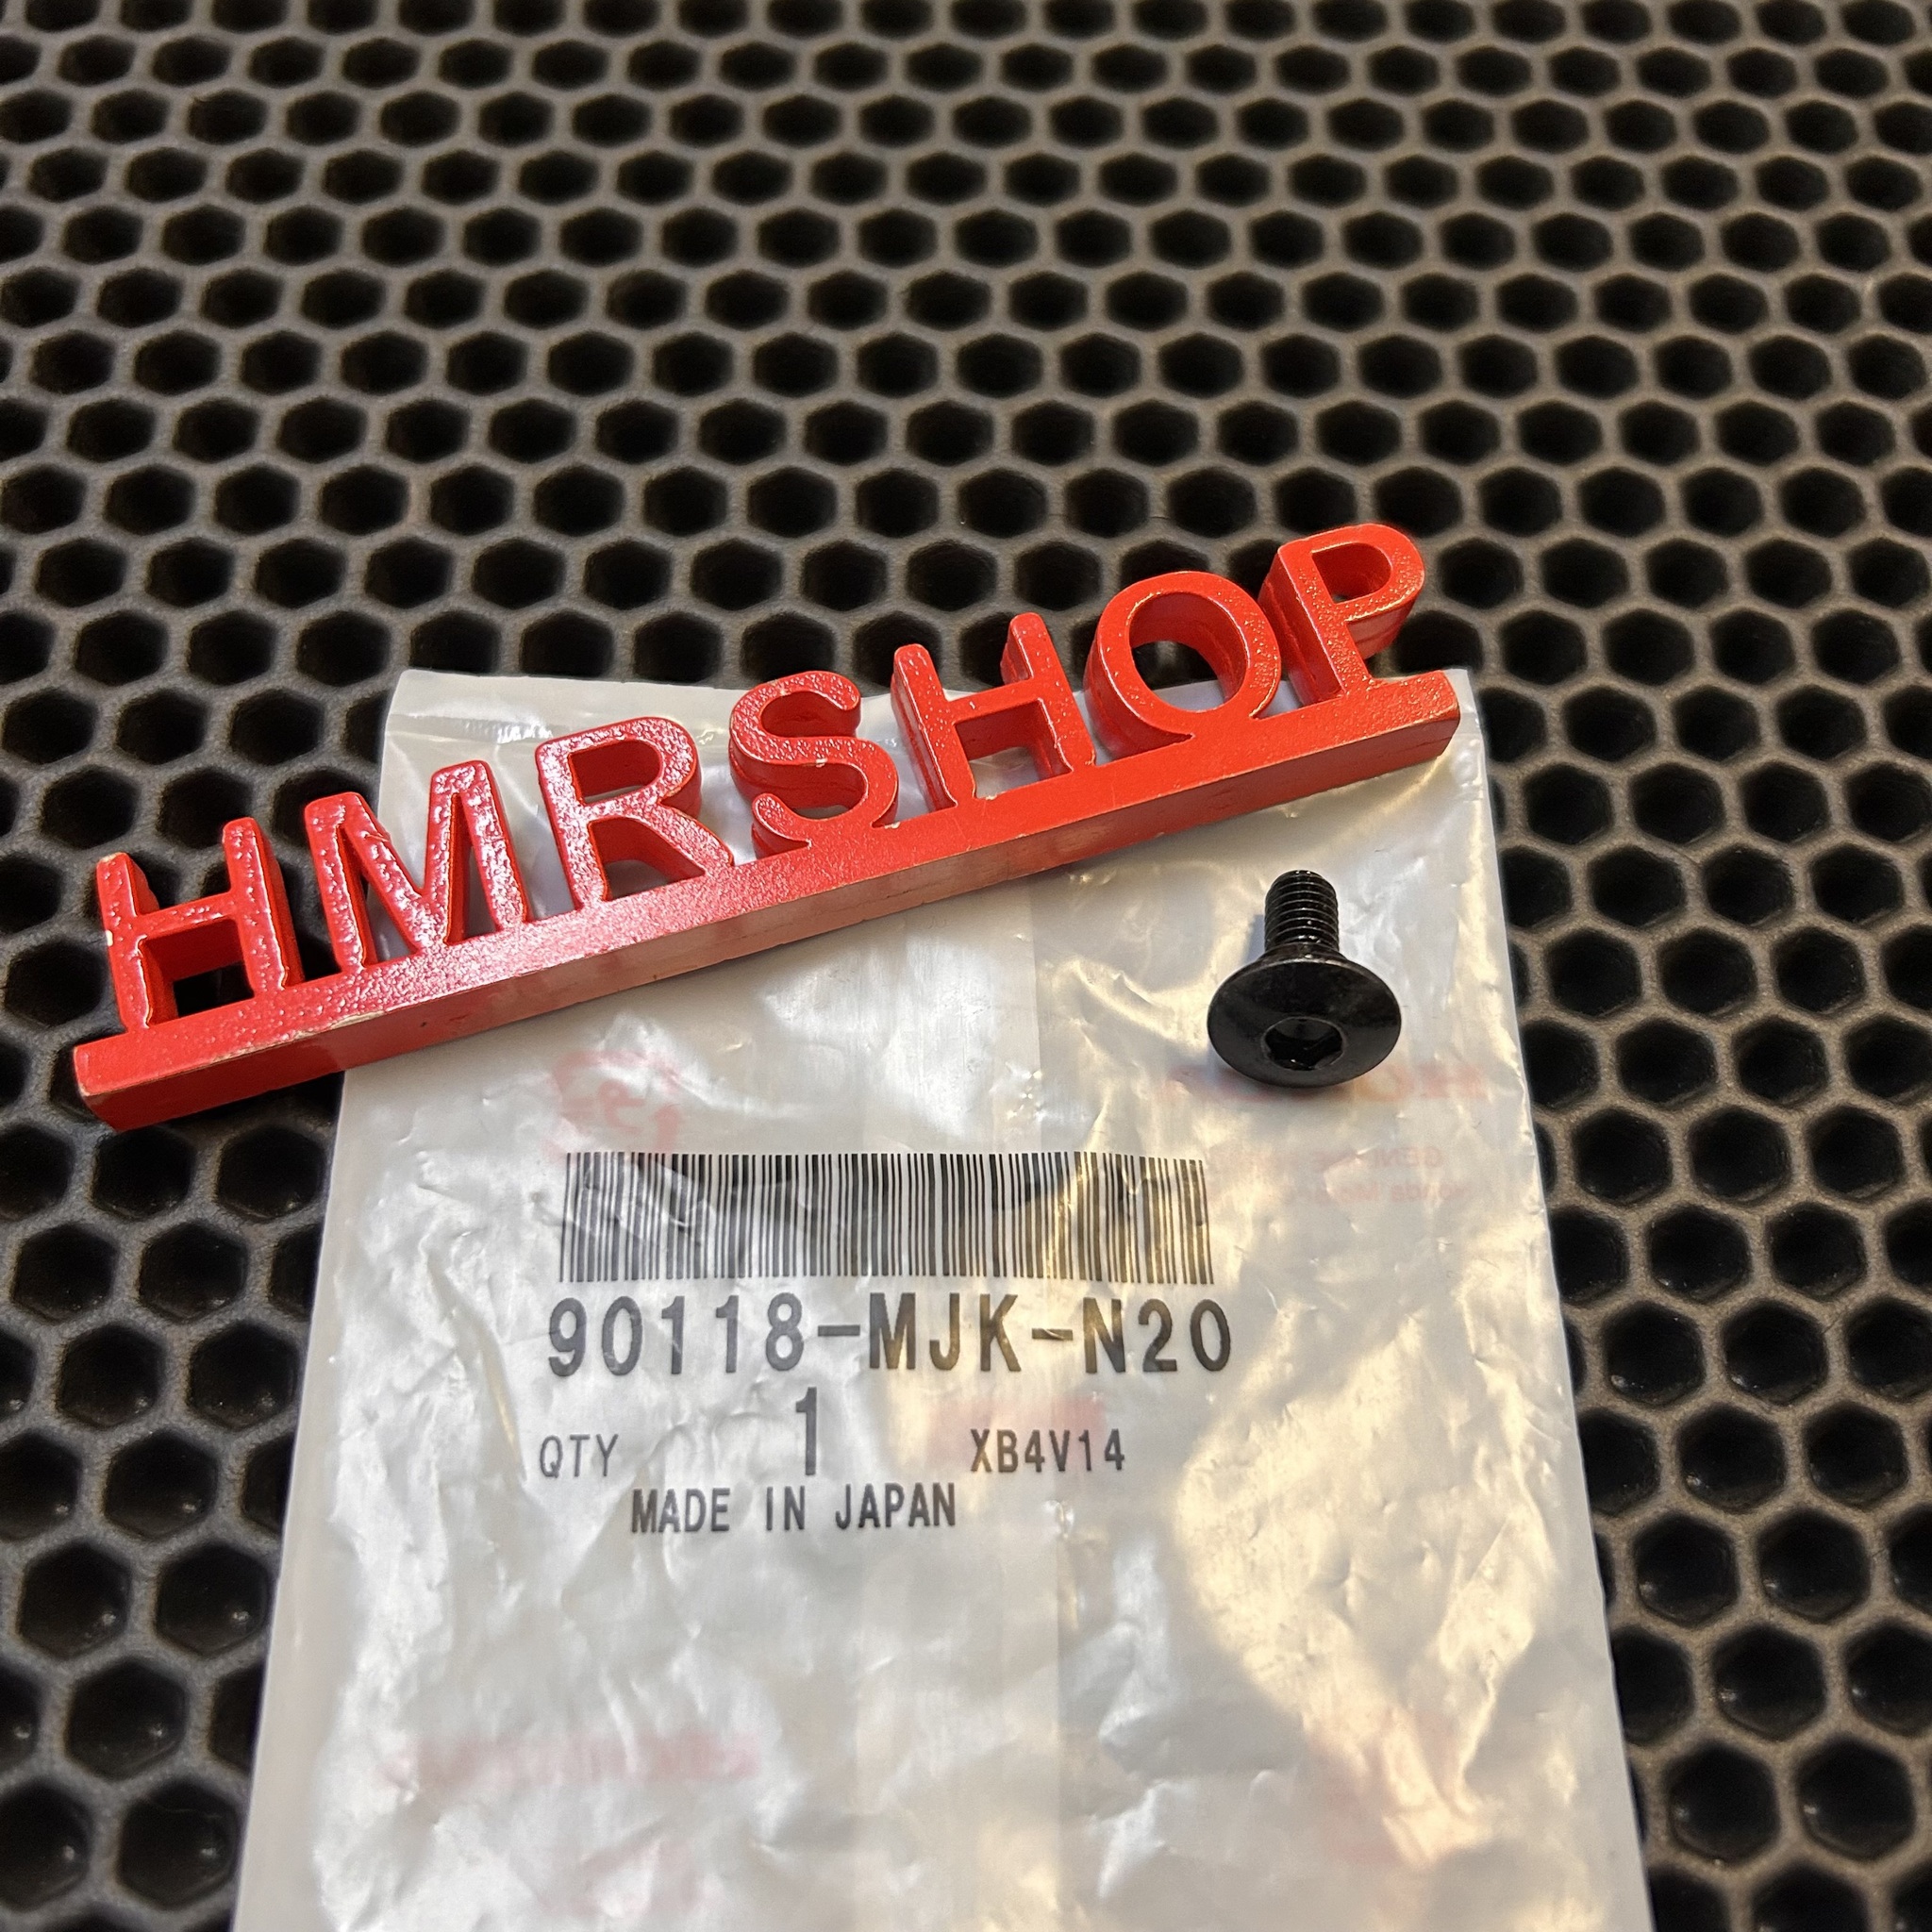 HMRSHOP
90118-MJK-N20
QTY 1 XB4V14
MADE IN JAPAN